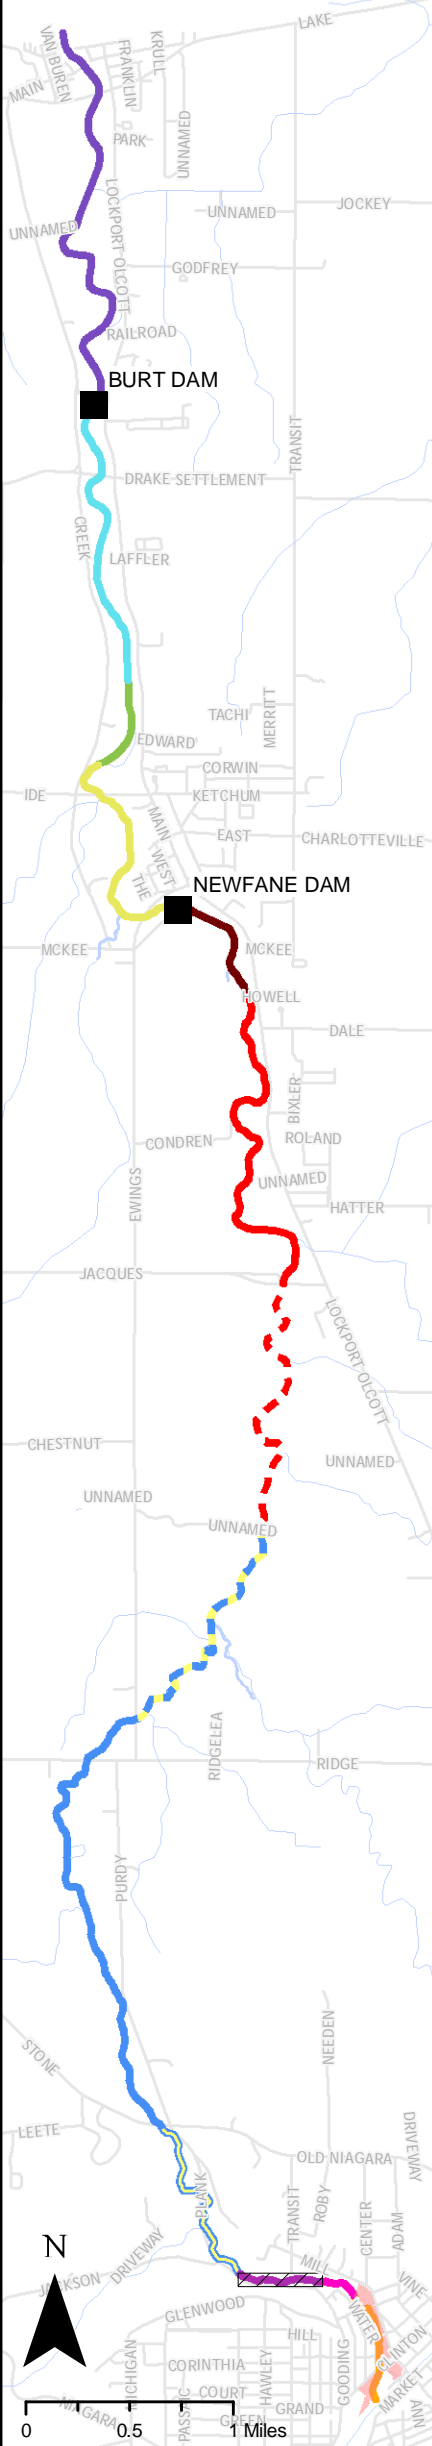 LAKE
VAN BUREN
KRULL
FRANKLIN
MAIN
PARK
UNNAMED
LOCKPORT OLCOTT
JOCKEY
UNNAMED
UNNAMED
GODFREY
RAILROAD
BURT DAM
TRANSIT
DRAKE SETTLEMENT
CREEK
LAFFLER
MERRITT
TACHI
EDWARD
CORWIN
IDE
KETCHUM
MAIN
EAST
CHARLOTTEVILLE
WEST
THE
NEWFANE DAM
MCKEE
MCKEE
HOWELL
DALE
BIXLER
CONDREN
ROLAND
UNNAMED
EWINGS
HATTER
JACQUES
LOCKPORT OLCOTT
CHESTNUT
UNNAMED
UNNAMED
UNNAMED
RIDGELEA
RIDGE
PURDY
NEEDEN
STONE
LEETE
DRIVEWAY
OLD NIAGARA
PLANK
TRANSIT
ROBY
CENTER
ADAM
N
DRIVEWAY
MILL
VINE
JACKSON
GLENWOOD
WATER
HILL
CLINTON
GOODING
MICHIGAN
CORINTHIA
HAWLEY
MARKET
COURT
PASSAIC
GRAND
ANN
NIAGARA
GREEN
0 0.5 1 Miles